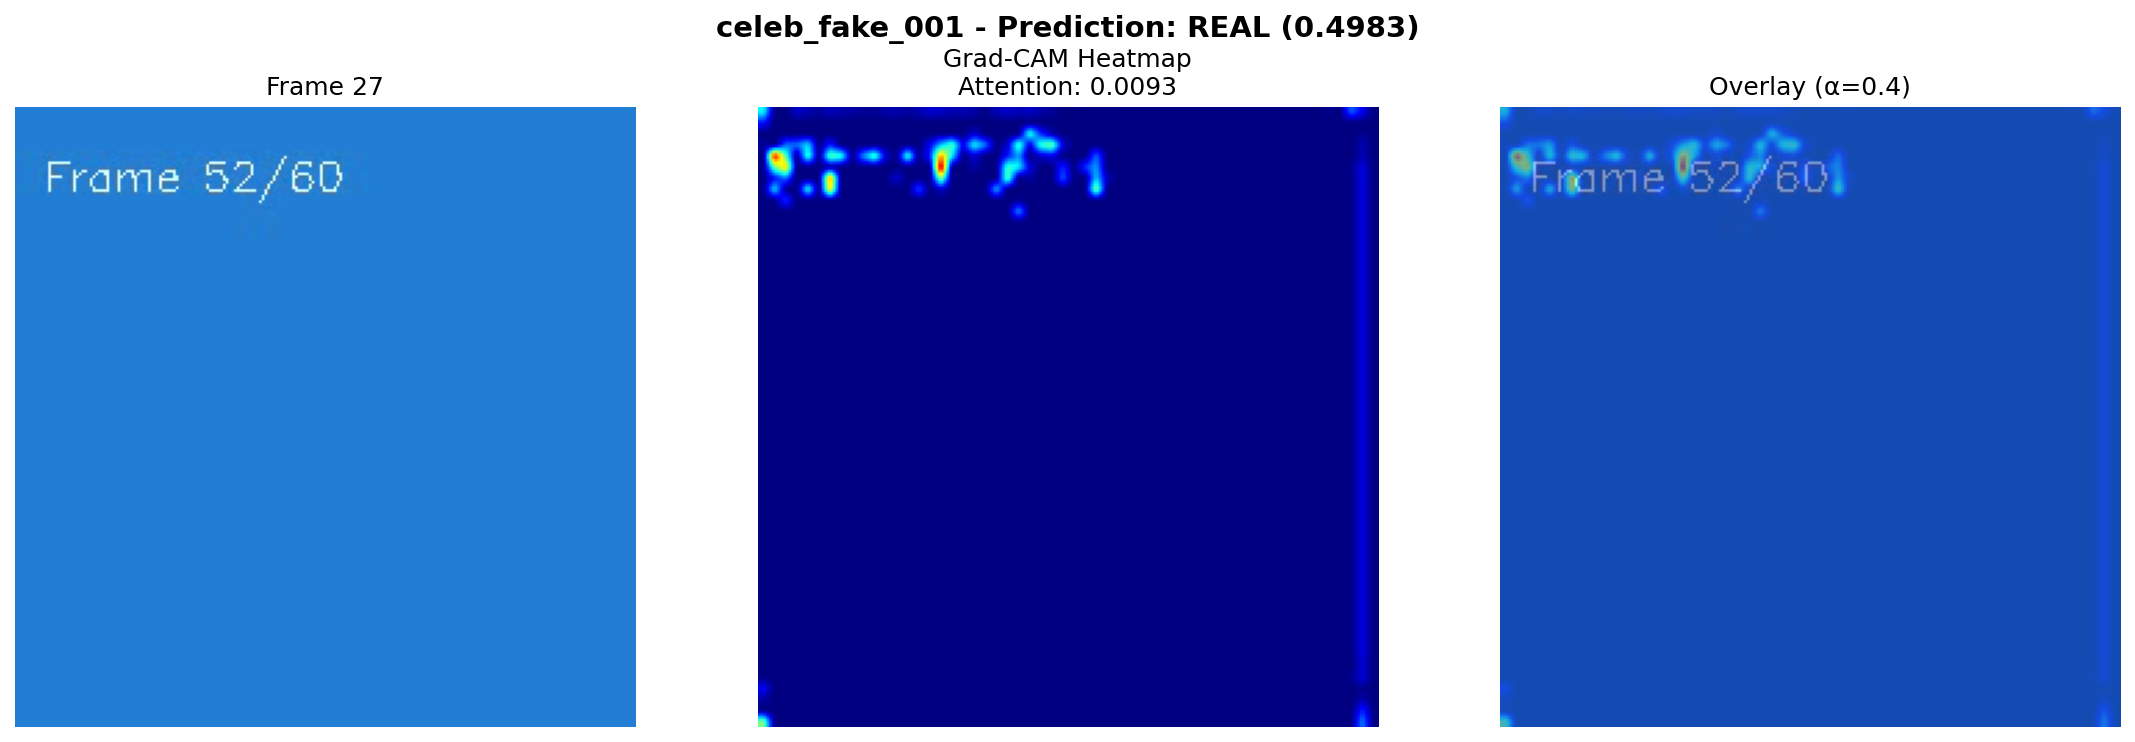 celeb_fake_001 - Prediction: REAL (0.4983)
Frame 27
Grad-CAM Heatmap
Attention: 0.0093
Overlay (α=0.4)
Frame 52/60
Frame 52/60